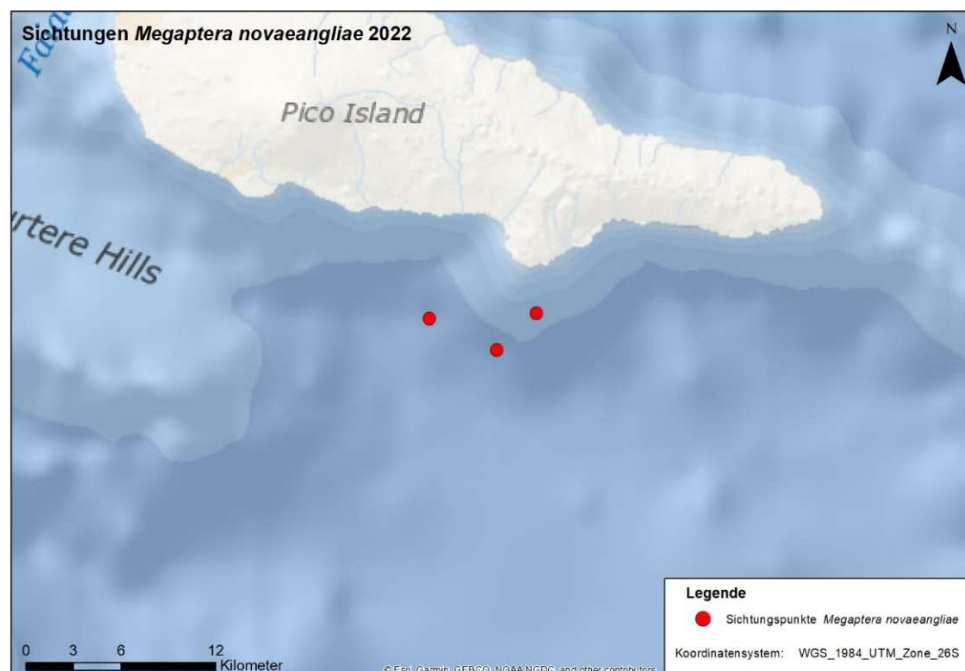 Sichtungen Megaptera novaeangliae 2022
N
Pico Island
Hills
Legende
Sichtungspunkte Megaptera novaeangliae
Koordinatensystem: WGS_1984_UTM_Zone_26S
0 3 6 12
Kilometer
© Esri, Garmin, GEBCO, NOAA NGDC, and other contributors